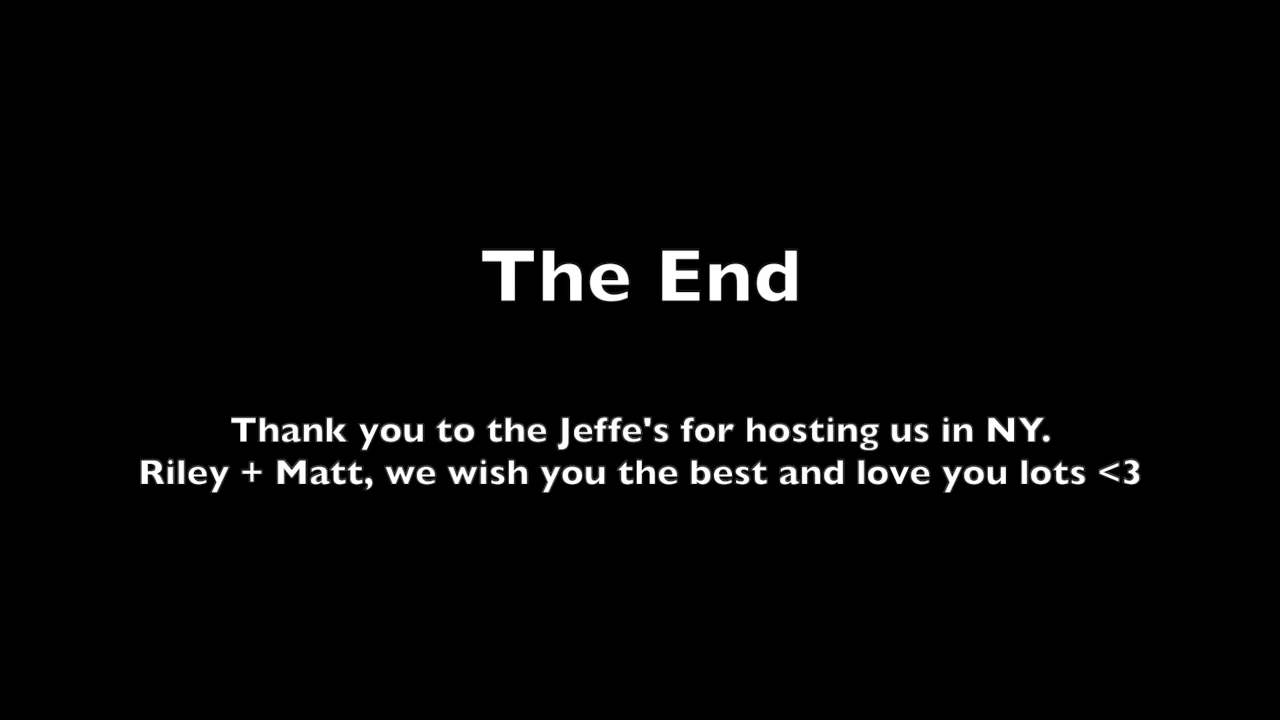 The End
Thank you to the Jeffe's for hosting us in NY.
Riley + Matt, we wish you the best and love you lots <3